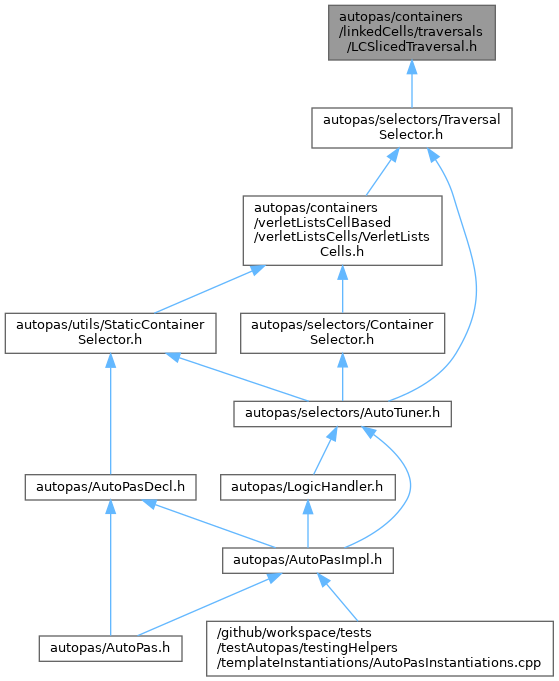 autopas/containers
/linkedCells/traversals
/LCSlicedTraversal.h
autopas/selectors/Traversal
Selector.h
autopas/containers
/verletListsCellBased
/verletListsCells/VerletLists
Cells.h
autopas/utils/StaticContainer
Selector.h
autopas/selectors/Container
Selector.h
autopas/selectors/AutoTuner.h
autopas/AutoPasDecl.h
autopas/LogicHandler.h
autopas/AutoPasImpl.h
autopas/AutoPas.h
/github/workspace/tests
/testAutopas/testingHelpers
/templateInstantiations/AutoPasInstantiations.cpp